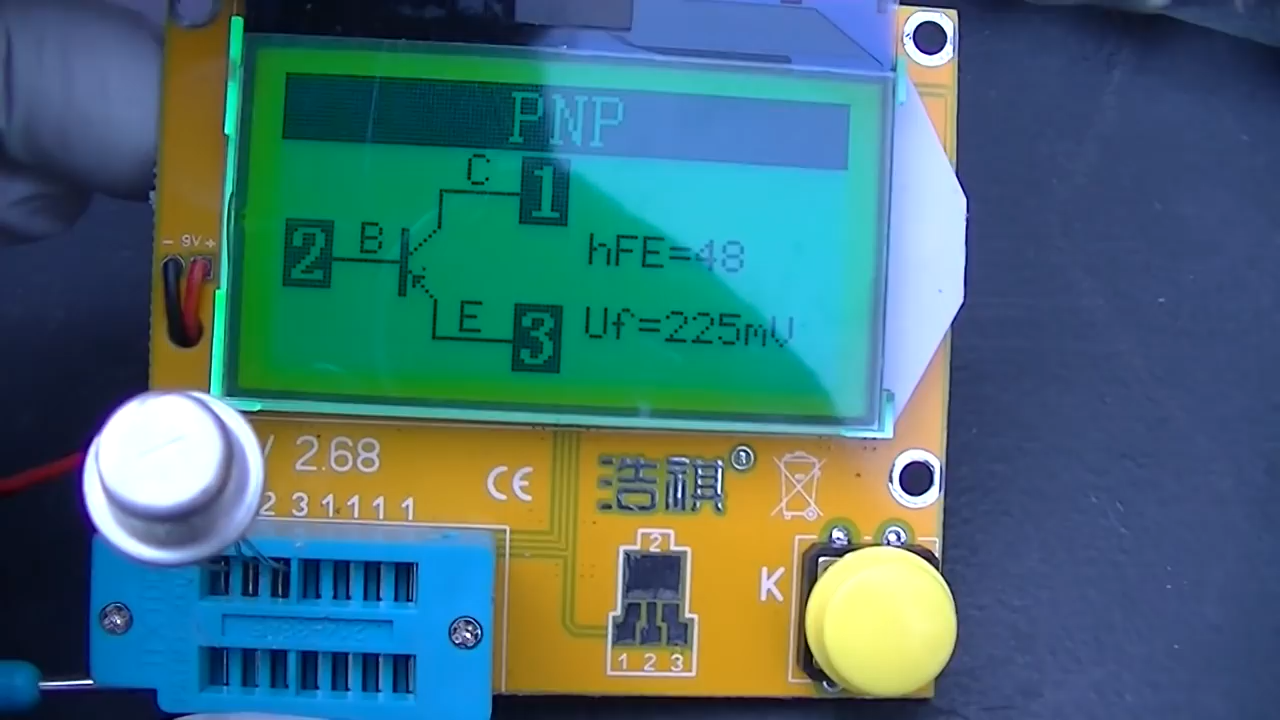 PNP
C
1
2
B
hFE=48
E
3
Uf=225mV
- 9V +
V 2.68
2 3 1 1 1 1
CE
浩祺®
2
K
1 2 3